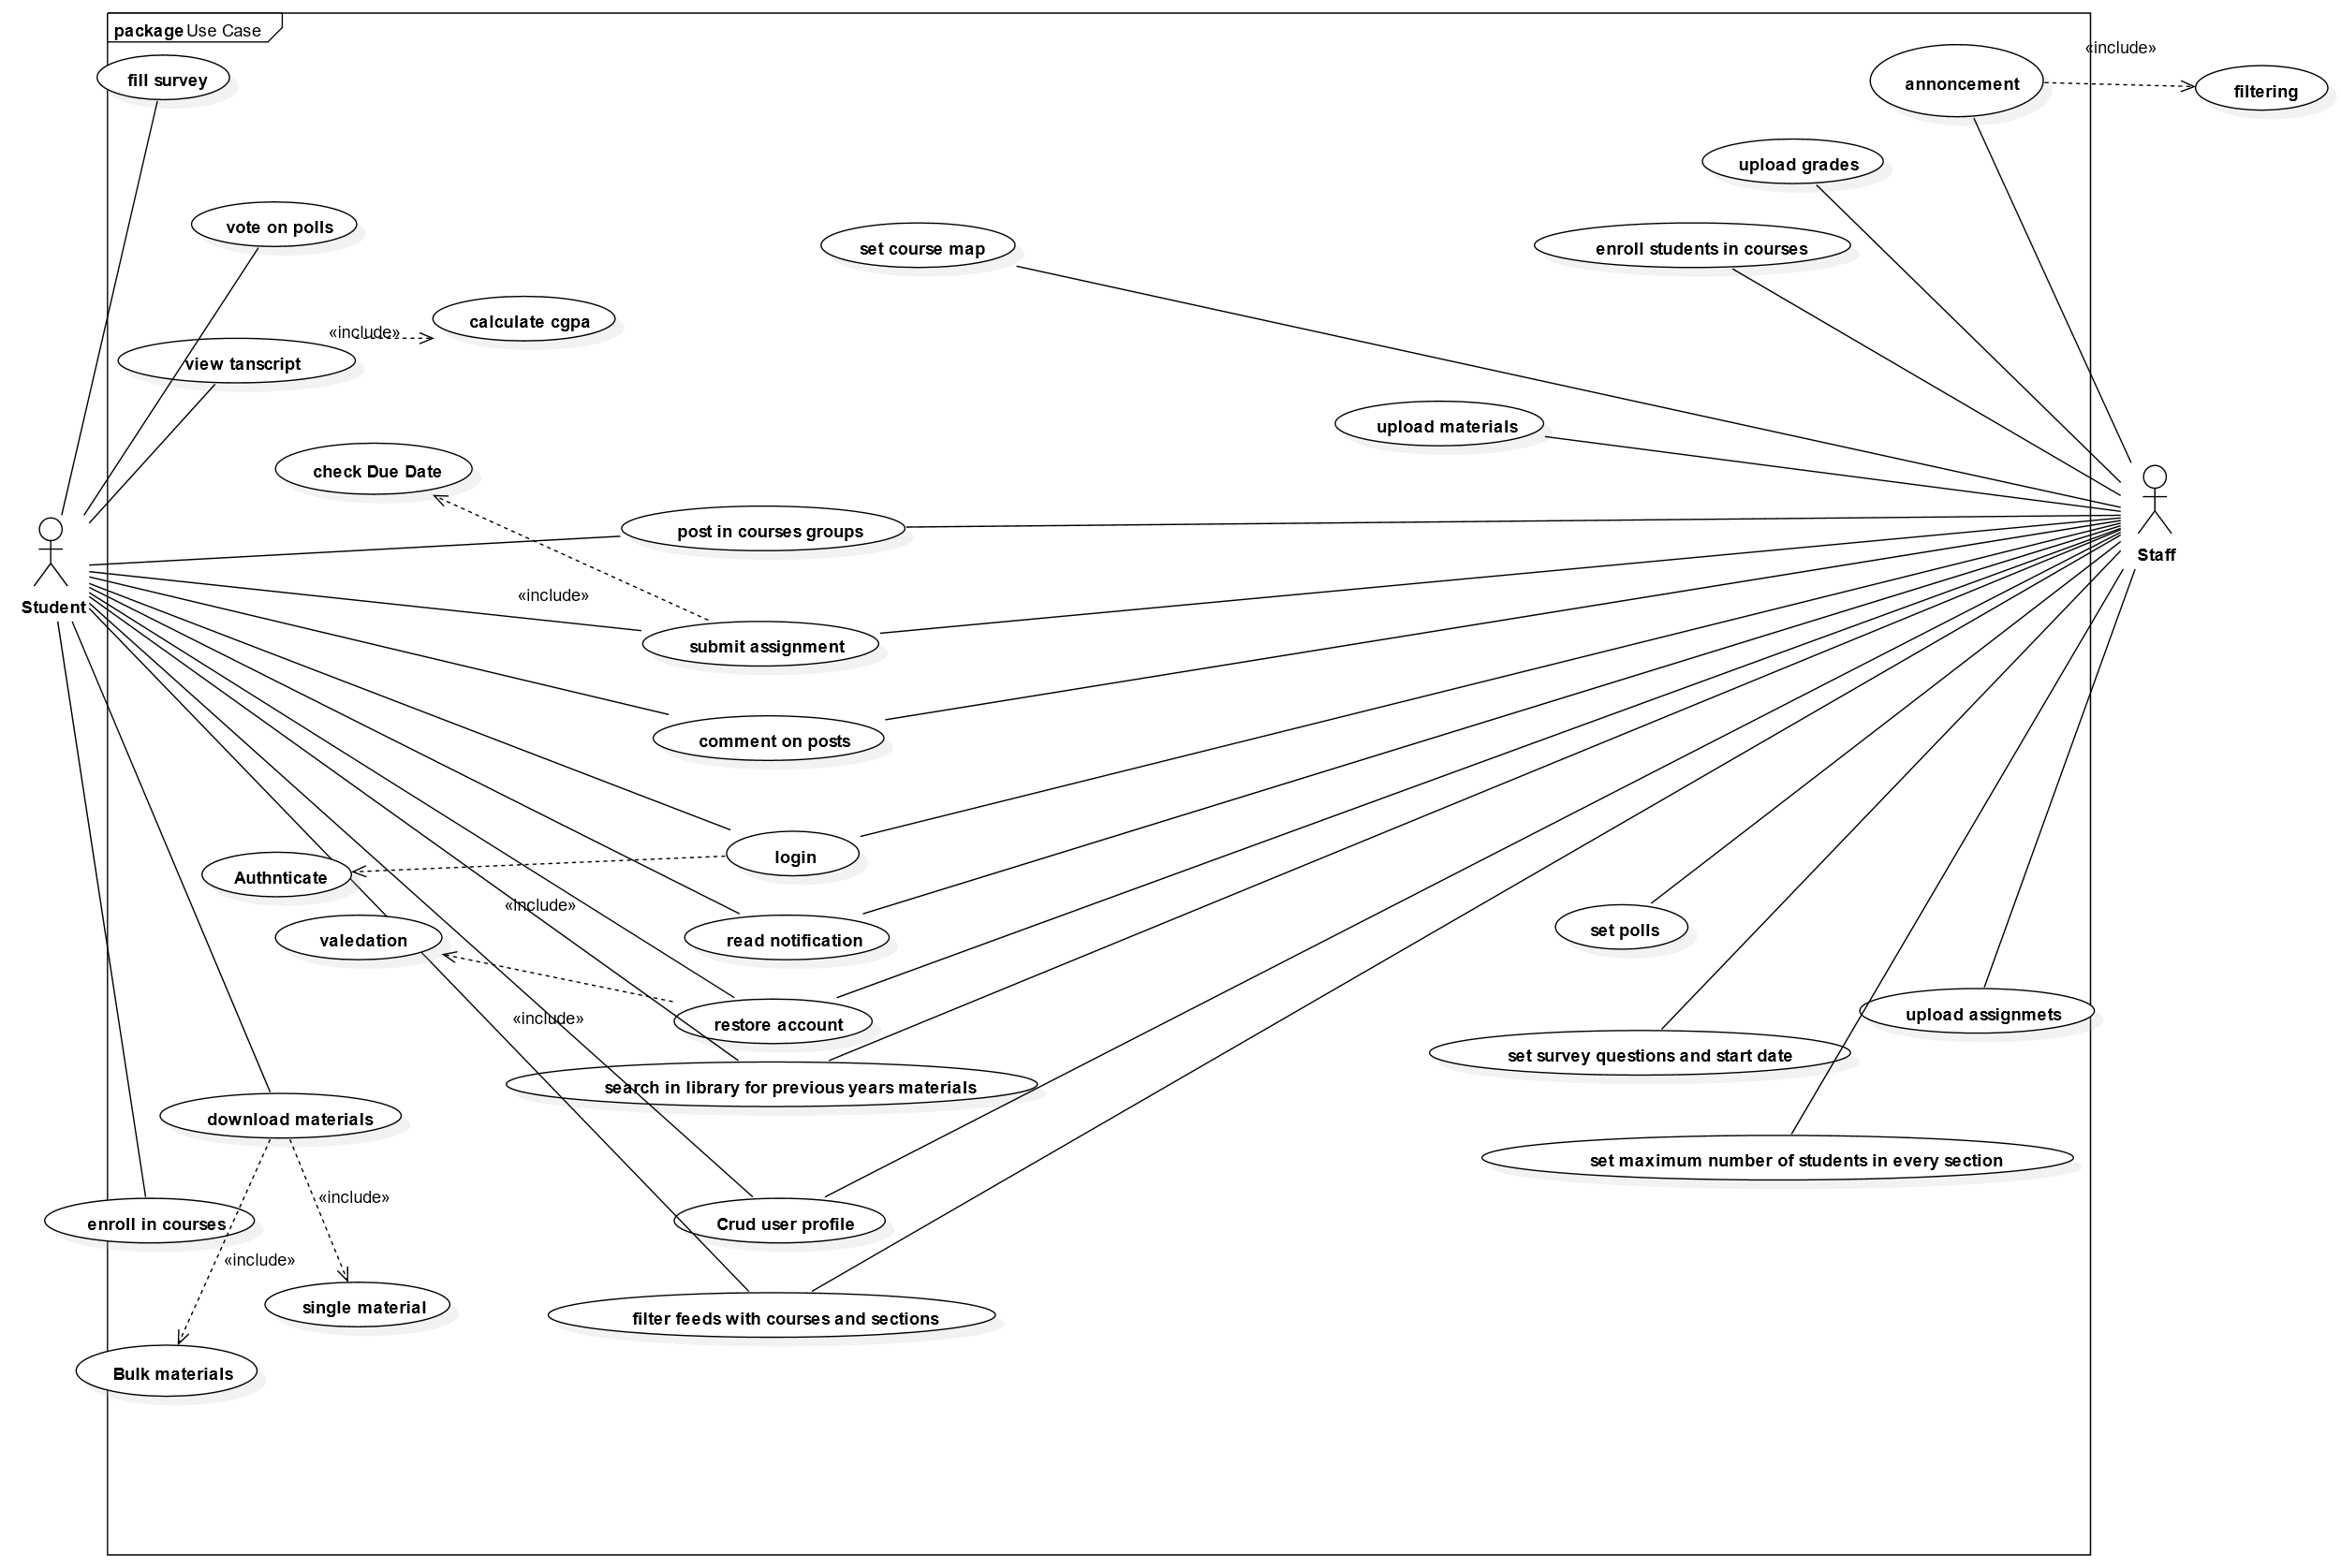 package Use Case
fill survey
«include»
annoncement
filtering
upload grades
vote on polls
set course map
enroll students in courses
«include»
calculate cgpa
view tanscript
upload materials
check Due Date
post in courses groups
Staff
«include»
Student
submit assignment
comment on posts
login
Authnticate
«include»
valedation
read notification
set polls
«include»
restore account
upload assignmets
set survey questions and start date
search in library for previous years materials
download materials
set maximum number of students in every section
«include»
enroll in courses
Crud user profile
«include»
single material
filter feeds with courses and sections
Bulk materials